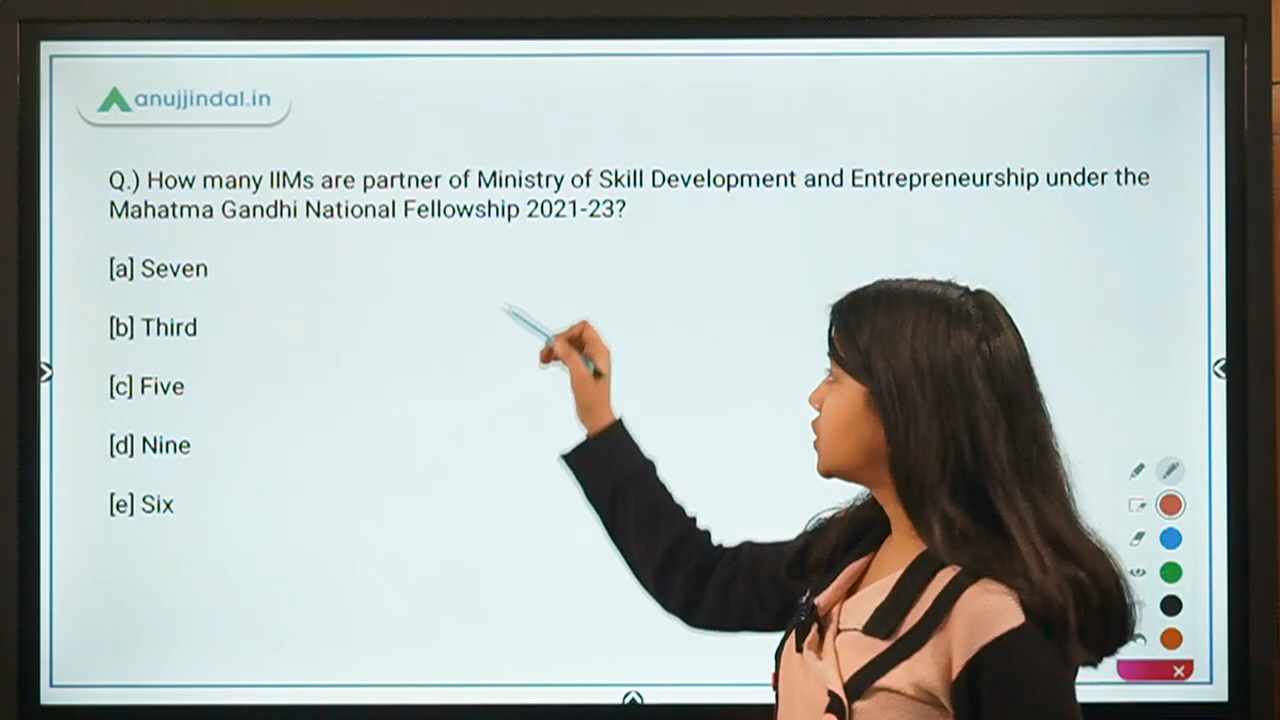 anujjindal.in
Q.) How many IIMs are partner of Ministry of Skill Development and Entrepreneurship under the
Mahatma Gandhi National Fellowship 2021-23?
[a] Seven
[b] Third
[c] Five
[d] Nine
[e] Six